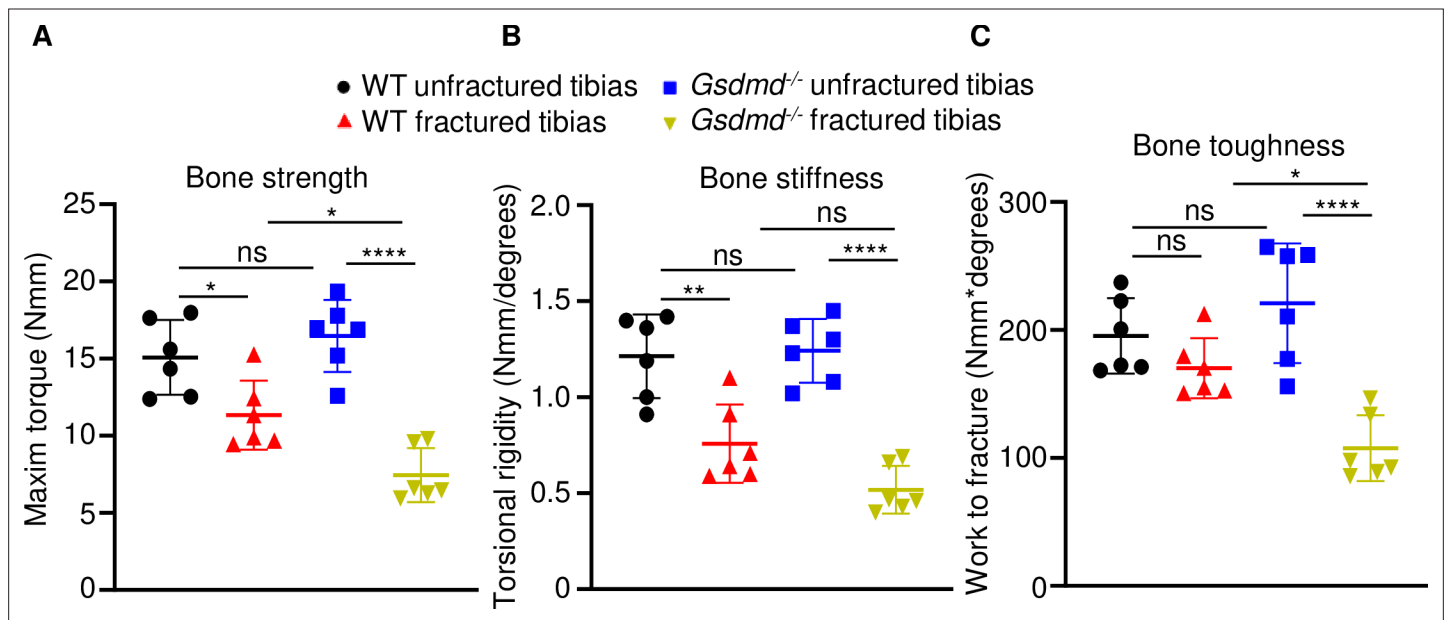 A
B
C
WT unfractured tibias
Gsdmd-/- unfractured tibias
WT fractured tibias
Gsdmd-/- fractured tibias
Bone strength
Maxim torque (Nmm)
25
20
15
10
5
0
*
ns
****
*
Bone stiffness
Torsional rigidity (Nmm/degrees)
2.0
1.5
1.0
0.5
0
ns
ns
****
**
Bone toughness
Work to fracture (Nmm*degrees)
300
200
100
0
*
ns
****
ns